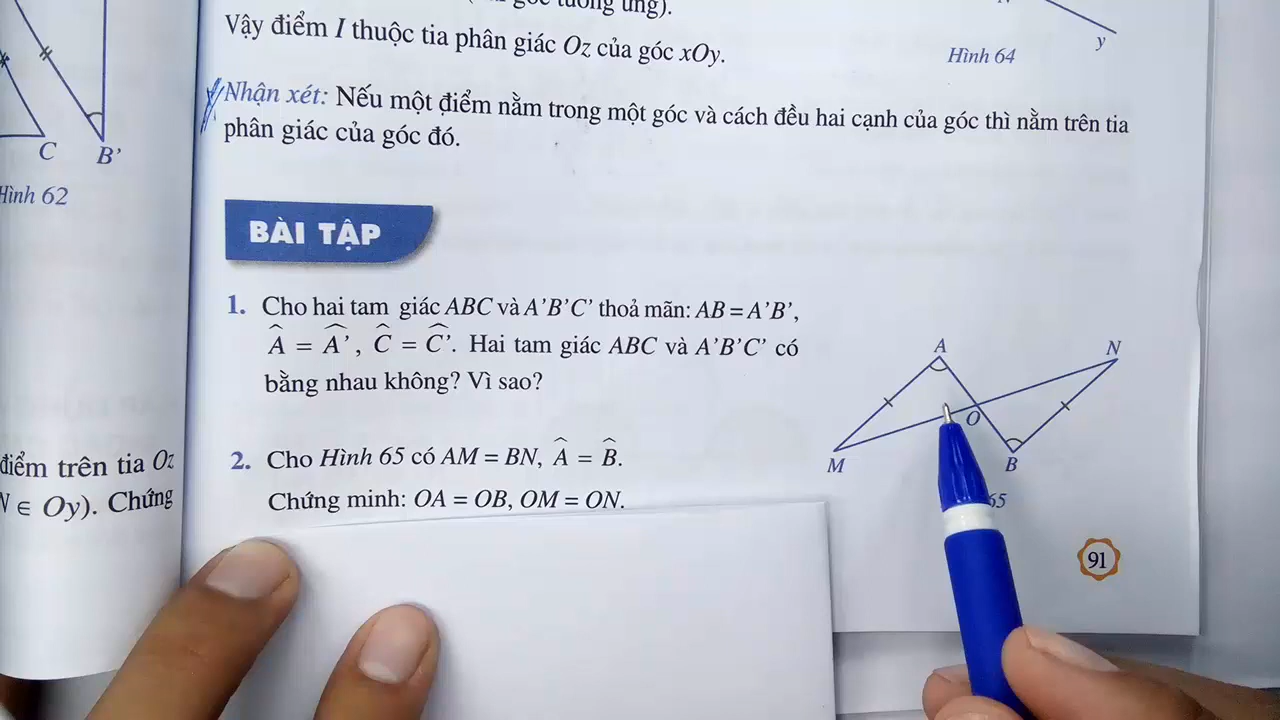 góc tương ứng).
Vậy điểm I thuộc tia phân giác Oz của góc xOy.
y
Hình 64
Nhận xét: Nếu một điểm nằm trong một góc và cách đều hai cạnh của góc thì nằm trên tia
phân giác của góc đó.
C B’
Hình 62
BÀI TẬP
1. Cho hai tam giác ABC và A’B’C’ thoả mãn: AB = A’B’,
Â = Â’, Ĉ = Ĉ’. Hai tam giác ABC và A’B’C’ có
bằng nhau không? Vì sao?
2. Cho Hình 65 có AM = BN, Â = B̂.
Chứng minh: OA = OB, OM = ON.
A N
O
M B
65
91
điểm trên tia Oz
∈ Oy). Chứng